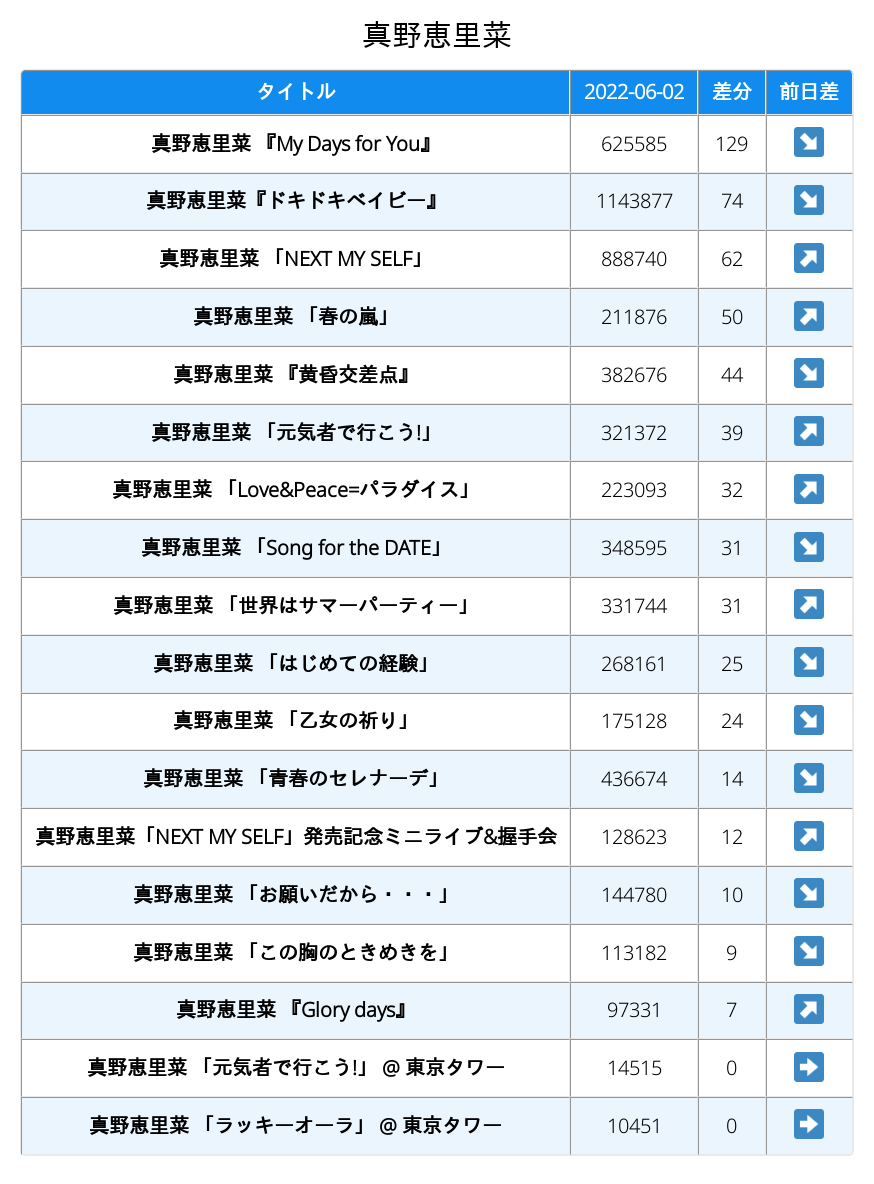 真野恵里菜
タイトル 2022-06-02 差分 前日差
真野恵里菜 『My Days for You』 625585 129 ↘
真野恵里菜『ドキドキベイビー』 1143877 74 ↘
真野恵里菜 「NEXT MY SELF」 888740 62 ↗
真野恵里菜 「春の嵐」 211876 50 ↗
真野恵里菜 『黄昏交差点』 382676 44 ↘
真野恵里菜 「元気者で行こう!」 321372 39 ↗
真野恵里菜 「Love&Peace=パラダイス」 223093 32 ↗
真野恵里菜 「Song for the DATE」 348595 31 ↘
真野恵里菜 「世界はサマーパーティー」 331744 31 ↗
真野恵里菜 「はじめての経験」 268161 25 ↘
真野恵里菜 「乙女の祈り」 175128 24 ↘
真野恵里菜 「青春のセレナーデ」 436674 14 ↘
真野恵里菜「NEXT MY SELF」発売記念ミニライブ&握手会 128623 12 ↗
真野恵里菜 「お願いだから・・・」 144780 10 ↘
真野恵里菜 「この胸のときめきを」 113182 9 ↘
真野恵里菜 『Glory days』 97331 7 ↗
真野恵里菜 「元気者で行こう!」 @ 東京タワー 14515 0 →
真野恵里菜 「ラッキーオーラ」 @ 東京タワー 10451 0 →